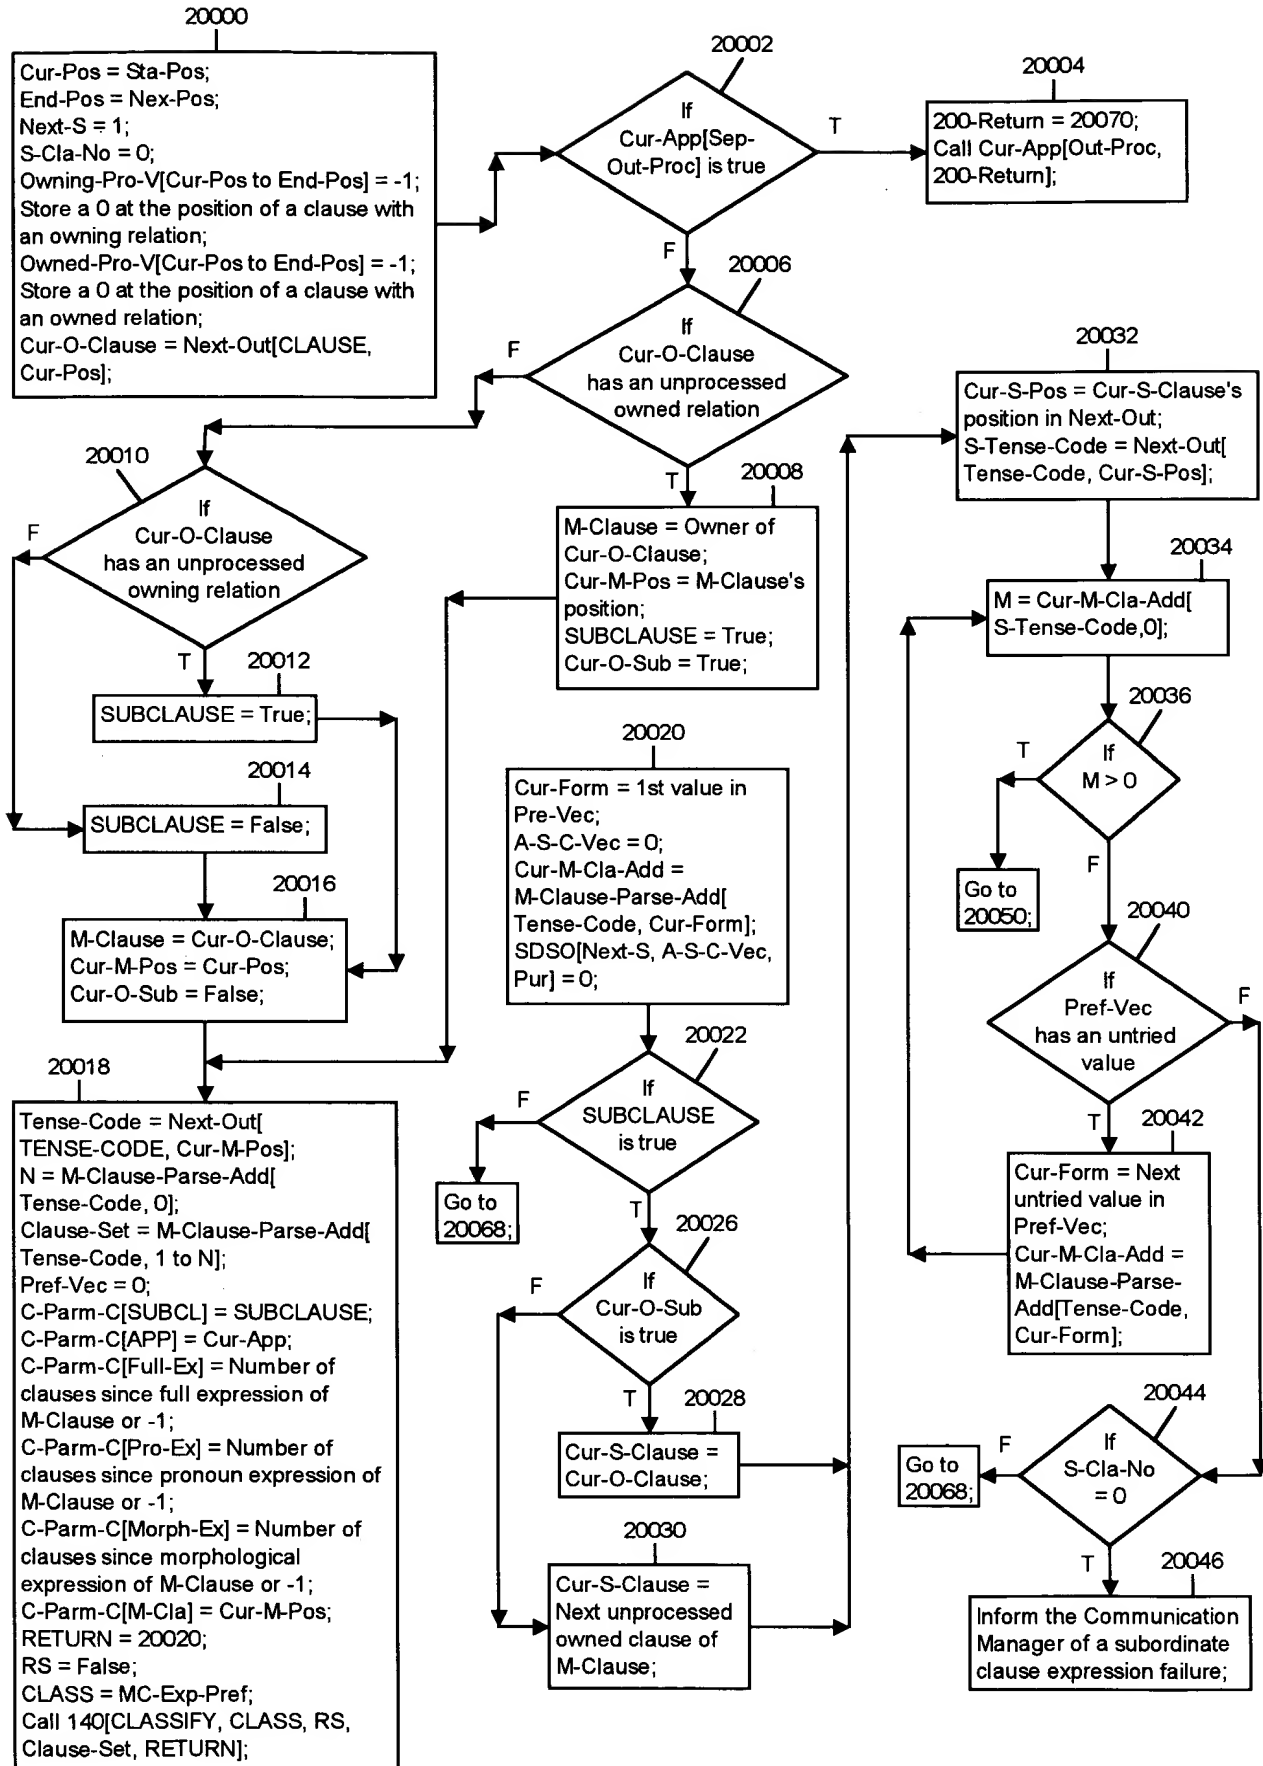 20000
Cur-Pos = Sta-Pos;
End-Pos = Nex-Pos;
Next-S = 1;
S-Cla-No = 0;
Owning-Pro-V[Cur-Pos to End-Pos] = -1;
Store a 0 at the position of a clause with
an owning relation;
Owned-Pro-V[Cur-Pos to End-Pos] = -1;
Store a 0 at the position of a clause with
an owned relation;
Cur-O-Clause = Next-Out[CLAUSE,
Cur-Pos];
20002
If
Cur-App[Sep-
Out-Proc] is true
T
F
20004
200-Return = 20070;
Call Cur-App[Out-Proc,
200-Return];
20006
If
Cur-O-Clause
has an unprocessed
owned relation
F
T
20008
M-Clause = Owner of
Cur-O-Clause;
Cur-M-Pos = M-Clause's
position;
SUBCLAUSE = True;
Cur-O-Sub = True;
20010
If
Cur-O-Clause
has an unprocessed
owning relation
F
T
20012
SUBCLAUSE = True;
20014
SUBCLAUSE = False;
20016
M-Clause = Cur-O-Clause;
Cur-M-Pos = Cur-Pos;
Cur-O-Sub = False;
20018
Tense-Code = Next-Out[
TENSE-CODE, Cur-M-Pos];
N = M-Clause-Parse-Add[
Tense-Code, 0];
Clause-Set = M-Clause-Parse-Add[
Tense-Code, 1 to N];
Pref-Vec = 0;
C-Parm-C[SUBCL] = SUBCLAUSE;
C-Parm-C[APP] = Cur-App;
C-Parm-C[Full-Ex] = Number of
clauses since full expression of
M-Clause or -1;
C-Parm-C[Pro-Ex] = Number of
clauses since pronoun expression of
M-Clause or -1;
C-Parm-C[Morph-Ex] = Number of
clauses since morphological
expression of M-Clause or -1;
C-Parm-C[M-Cla] = Cur-M-Pos;
RETURN = 20020;
RS = False;
CLASS = MC-Exp-Pref;
Call 140[CLASSIFY, CLASS, RS,
Clause-Set, RETURN];
20020
Cur-Form = 1st value in
Pre-Vec;
A-S-C-Vec = 0;
Cur-M-Cla-Add =
M-Clause-Parse-Add[
Tense-Code, Cur-Form];
SDSO[Next-S, A-S-C-Vec,
Pur] = 0;
20022
If
SUBCLAUSE
is true
F
T
Go to
20068;
20026
If
Cur-O-Sub
is true
F
T
20028
Cur-S-Clause =
Cur-O-Clause;
20030
Cur-S-Clause =
Next unprocessed
owned clause of
M-Clause;
20032
Cur-S-Pos = Cur-S-Clause's
position in Next-Out;
S-Tense-Code = Next-Out[
Tense-Code, Cur-S-Pos];
20034
M = Cur-M-Cla-Add[
S-Tense-Code,0];
20036
If
M > 0
T
F
Go to
20050;
20040
If
Pref-Vec
has an untried
value
F
T
20042
Cur-Form = Next
untried value in
Pref-Vec;
Cur-M-Cla-Add =
M-Clause-Parse-
Add[Tense-Code,
Cur-Form];
20044
If
S-Cla-No
= 0
F
T
Go to
20068;
20046
Inform the Communication
Manager of a subordinate
clause expression failure;